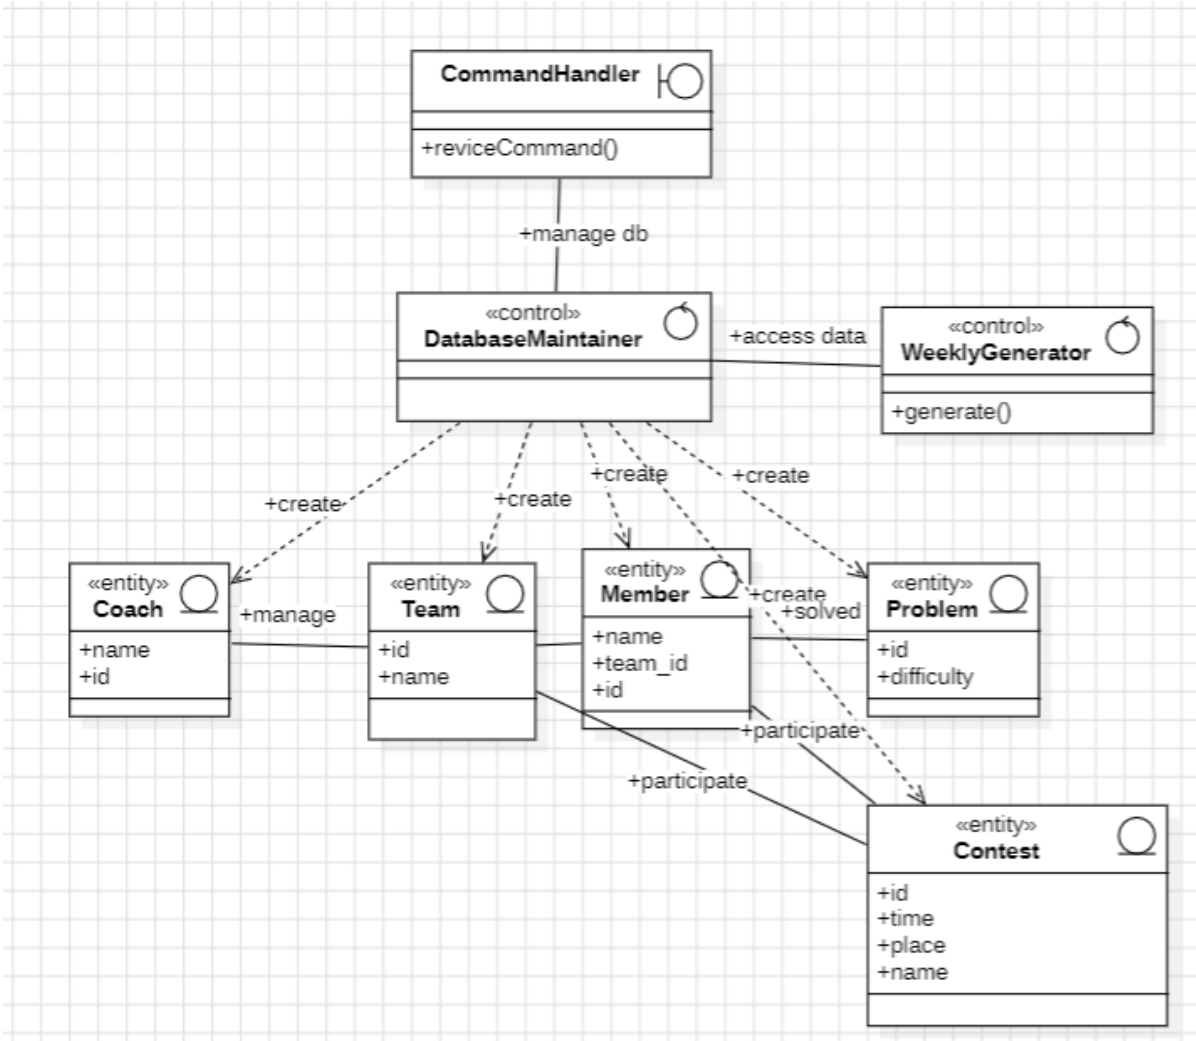 CommandHandler
+reviceCommand()
+manage db
«control»
DatabaseMaintainer
+access data
«control»
WeeklyGenerator
+generate()
+create
+create
+create
+create
+create
«entity»
Coach
+name
+id
+manage
«entity»
Team
+id
+name
«entity»
Member
+name
+team_id
+id
+solved
«entity»
Problem
+id
+difficulty
+participate
+participate
«entity»
Contest
+id
+time
+place
+name